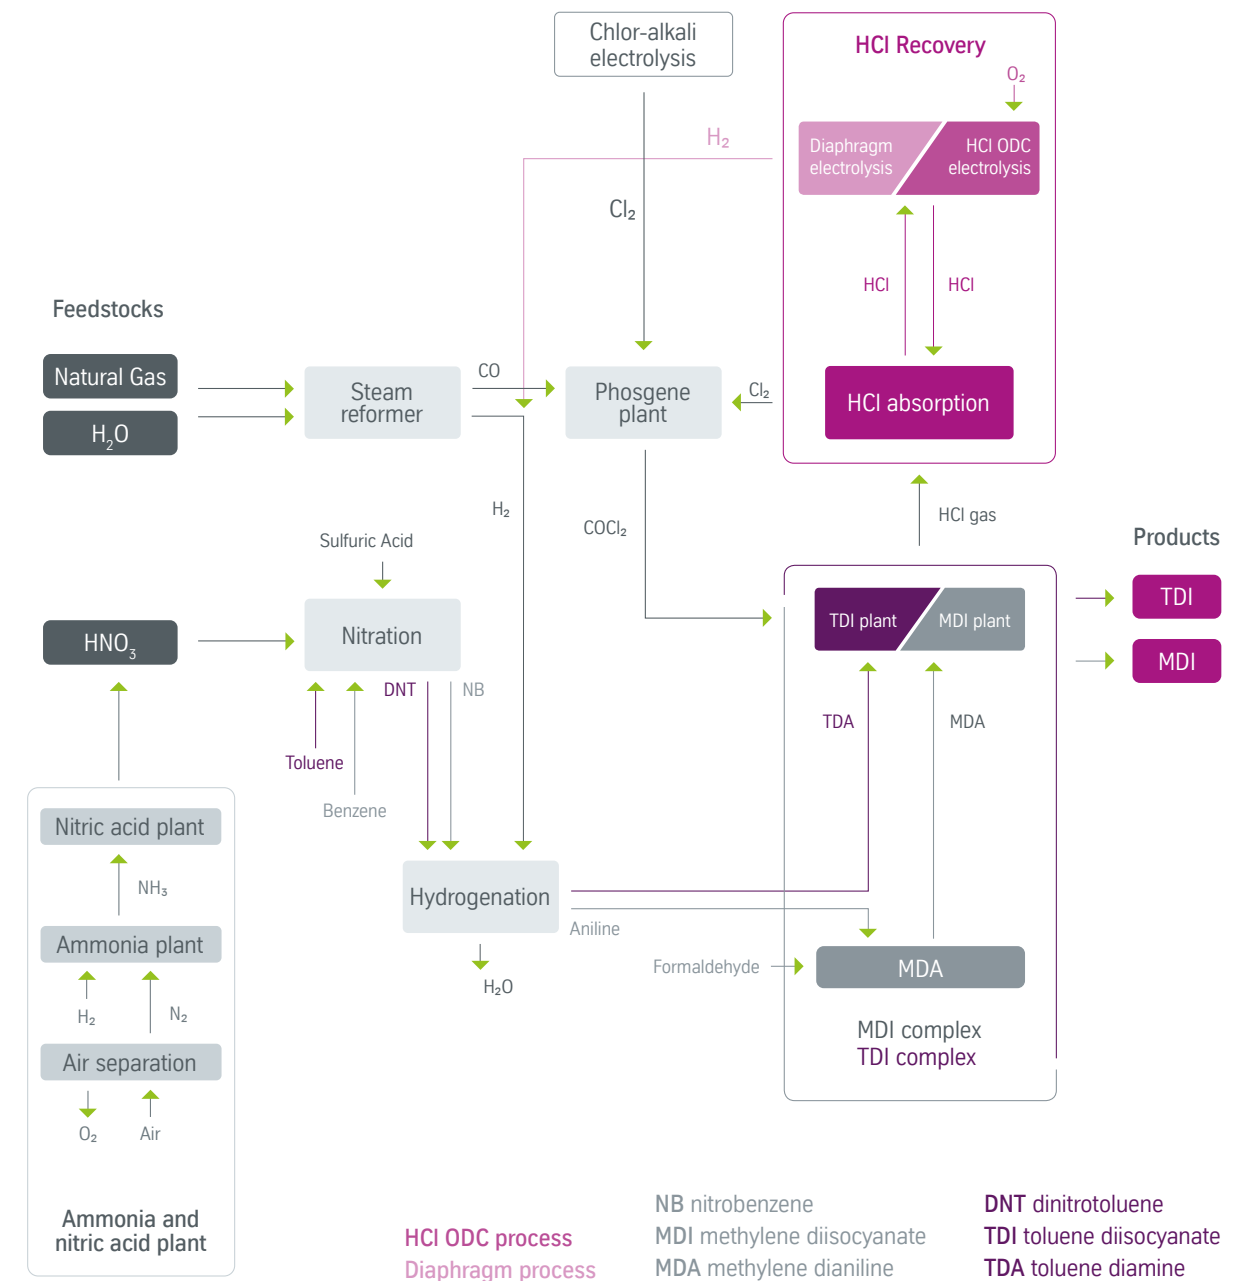 Chlor-alkali
electrolysis
HCl Recovery
O₂
H₂
Diaphragm
electrolysis
HCl ODC
electrolysis
Cl₂
HCl
HCl
Feedstocks
Natural Gas
H₂O
Steam
reformer
CO
Phosgene
plant
Cl₂
HCl absorption
H₂
COCl₂
HCl gas
Sulfuric Acid
Products
HNO₃
Nitration
TDI plant
MDI plant
TDI
MDI
DNT
NB
TDA
MDA
Toluene
Benzene
Nitric acid plant
NH₃
Hydrogenation
Aniline
Ammonia plant
Formaldehyde
MDA
H₂O
H₂
N₂
MDI complex
TDI complex
Air separation
O₂
Air
Ammonia and
nitric acid plant
HCl ODC process
Diaphragm process
NB nitrobenzene
MDI methylene diisocyanate
MDA methylene dianiline
DNT dinitrotoluene
TDI toluene diisocyanate
TDA toluene diamine